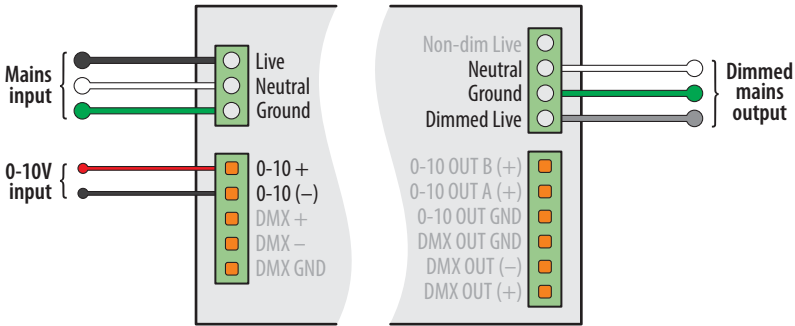 Mains
input
Live
Neutral
Ground
0-10V
input
0-10 +
0-10 (–)
DMX +
DMX –
DMX GND
Non-dim Live
Neutral
Ground
Dimmed Live
Dimmed
mains
output
0-10 OUT B (+)
0-10 OUT A (+)
0-10 OUT GND
DMX OUT GND
DMX OUT (–)
DMX OUT (+)